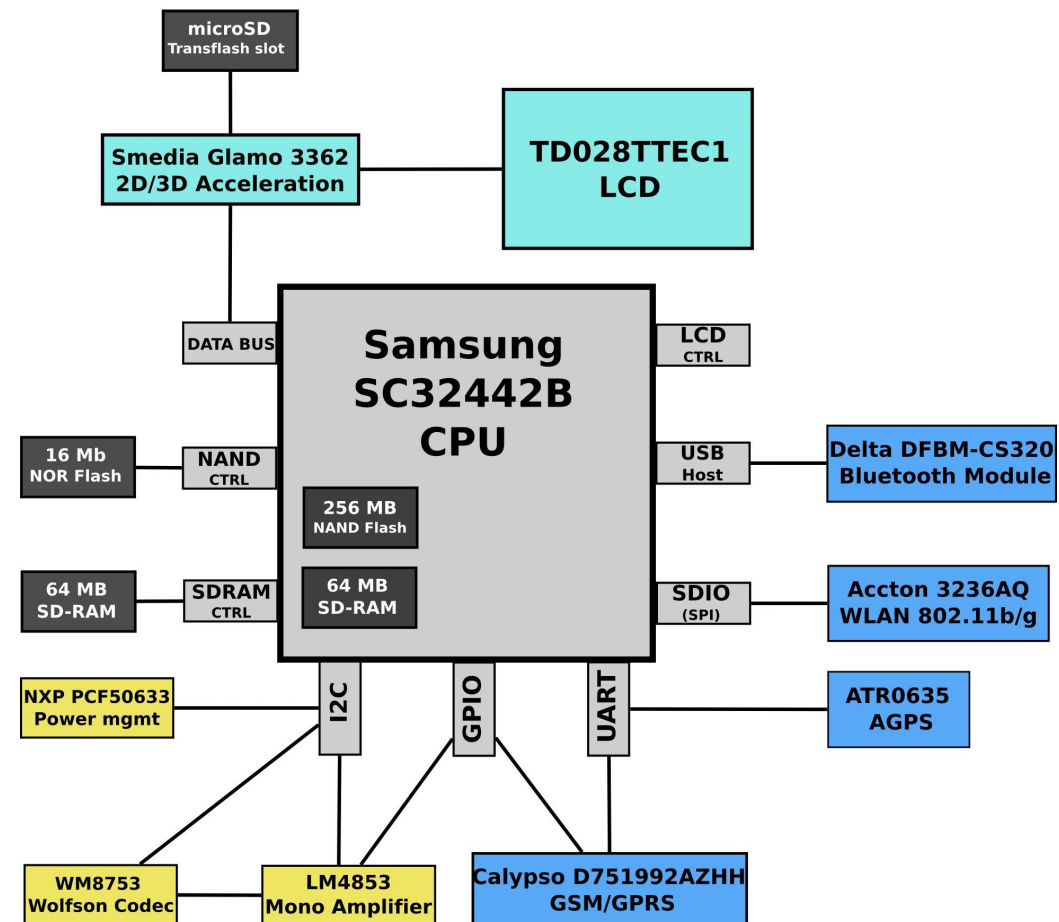 microSD
Transflash slot
Smedia Glamo 3362
2D/3D Acceleration
TD028TTEC1
LCD
Samsung
SC32442B
CPU
DATA BUS
LCD
CTRL
16 Mb
NOR Flash
NAND
CTRL
USB
Host
Delta DFBM-CS320
Bluetooth Module
256 MB
NAND Flash
64 MB
SD-RAM
SDRAM
CTRL
64 MB
SD-RAM
SDIO
(SPI)
Accton 3236AQ
WLAN 802.11b/g
NXP PCF50633
Power mgmt
I2C
GPIO
UART
ATR0635
AGPS
WM8753
Wolfson Codec
LM4853
Mono Amplifier
Calypso D751992AZHH
GSM/GPRS